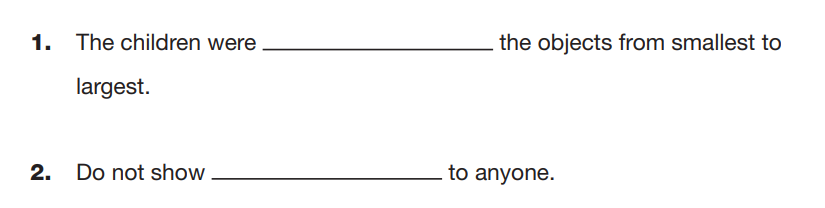 1. The children were ____________________ the objects from smallest to
largest.
2. Do not show ____________________ to anyone.